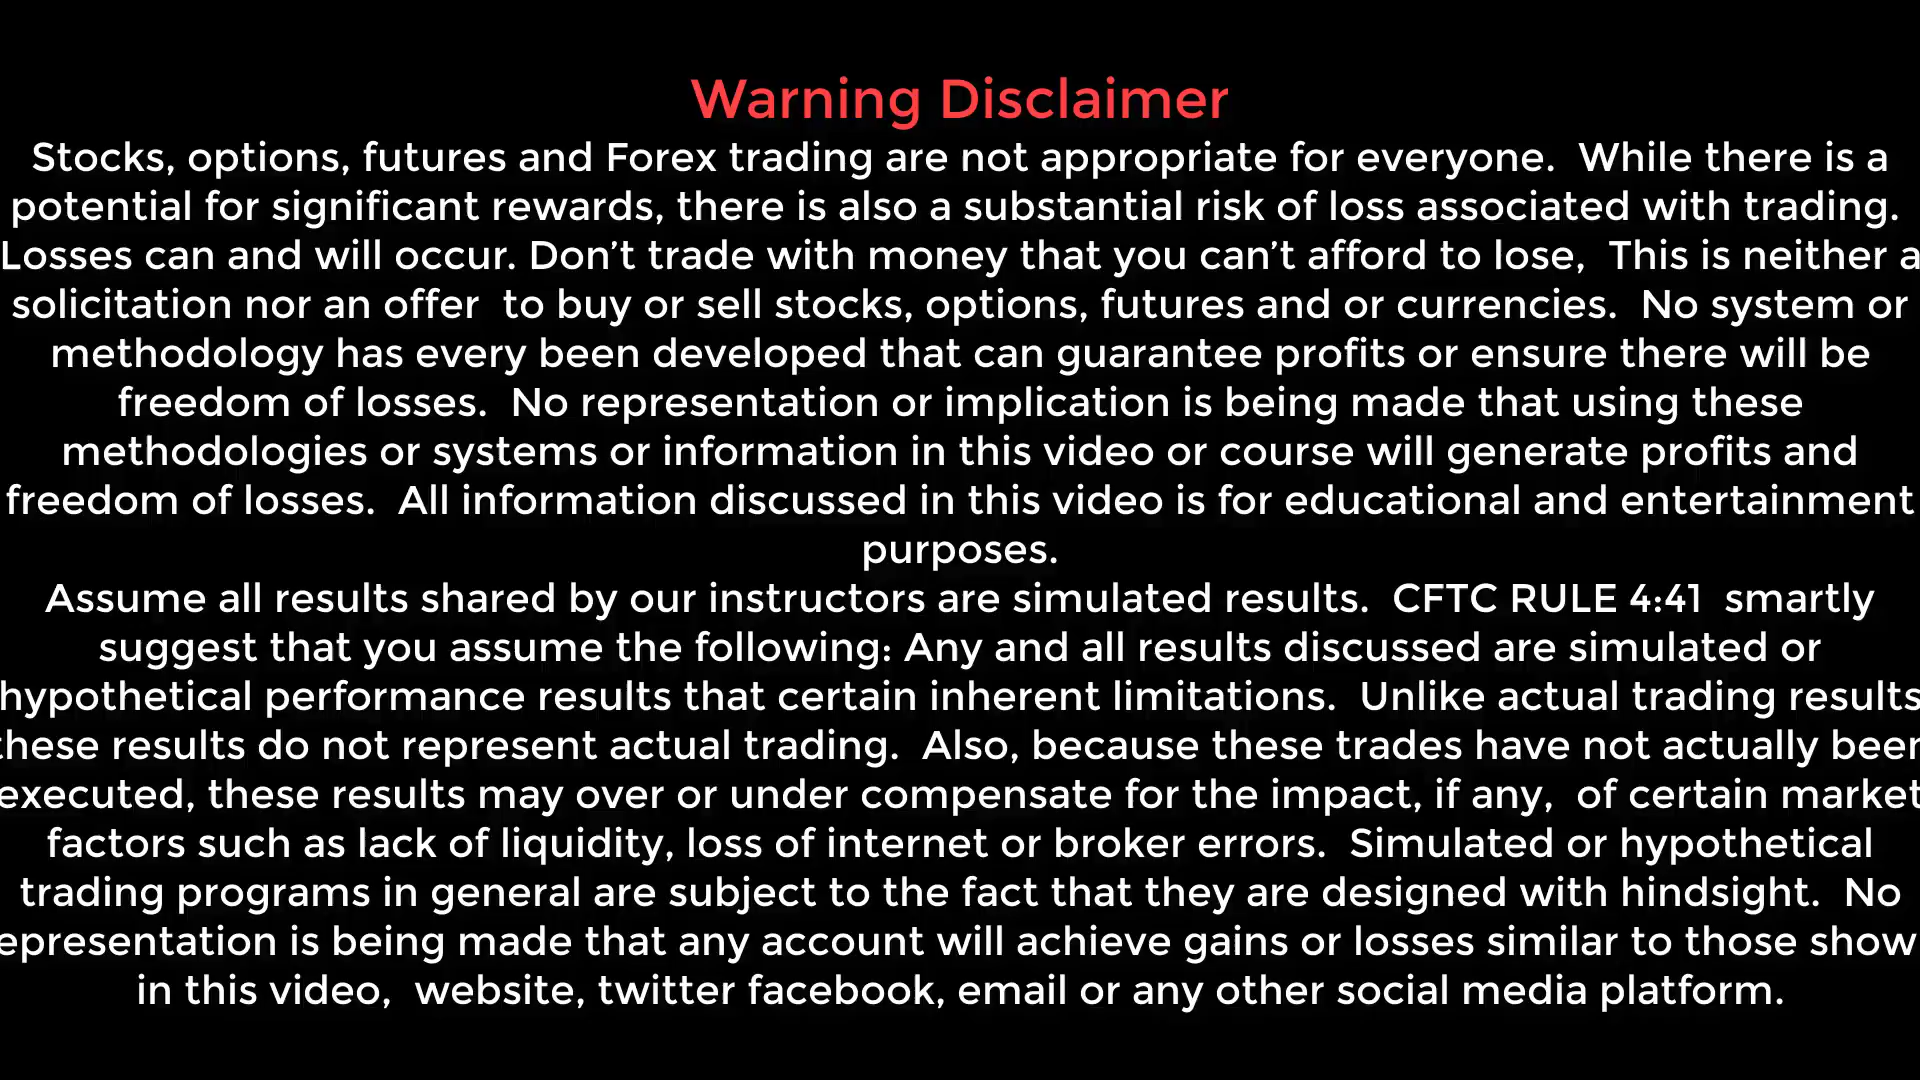 Warning Disclaimer
Stocks, options, futures and Forex trading are not appropriate for everyone.  While there is a
potential for significant rewards, there is also a substantial risk of loss associated with trading.
Losses can and will occur. Don’t trade with money that you can’t afford to lose,  This is neither a
solicitation nor an offer  to buy or sell stocks, options, futures and or currencies.  No system or
methodology has every been developed that can guarantee profits or ensure there will be
freedom of losses.  No representation or implication is being made that using these
methodologies or systems or information in this video or course will generate profits and
freedom of losses.  All information discussed in this video is for educational and entertainment
purposes.
Assume all results shared by our instructors are simulated results.  CFTC RULE 4:41  smartly
suggest that you assume the following: Any and all results discussed are simulated or
hypothetical performance results that certain inherent limitations.  Unlike actual trading results
these results do not represent actual trading.  Also, because these trades have not actually been
executed, these results may over or under compensate for the impact, if any,  of certain market
factors such as lack of liquidity, loss of internet or broker errors.  Simulated or hypothetical
trading programs in general are subject to the fact that they are designed with hindsight.  No
epresentation is being made that any account will achieve gains or losses similar to those show
in this video,  website, twitter facebook, email or any other social media platform.